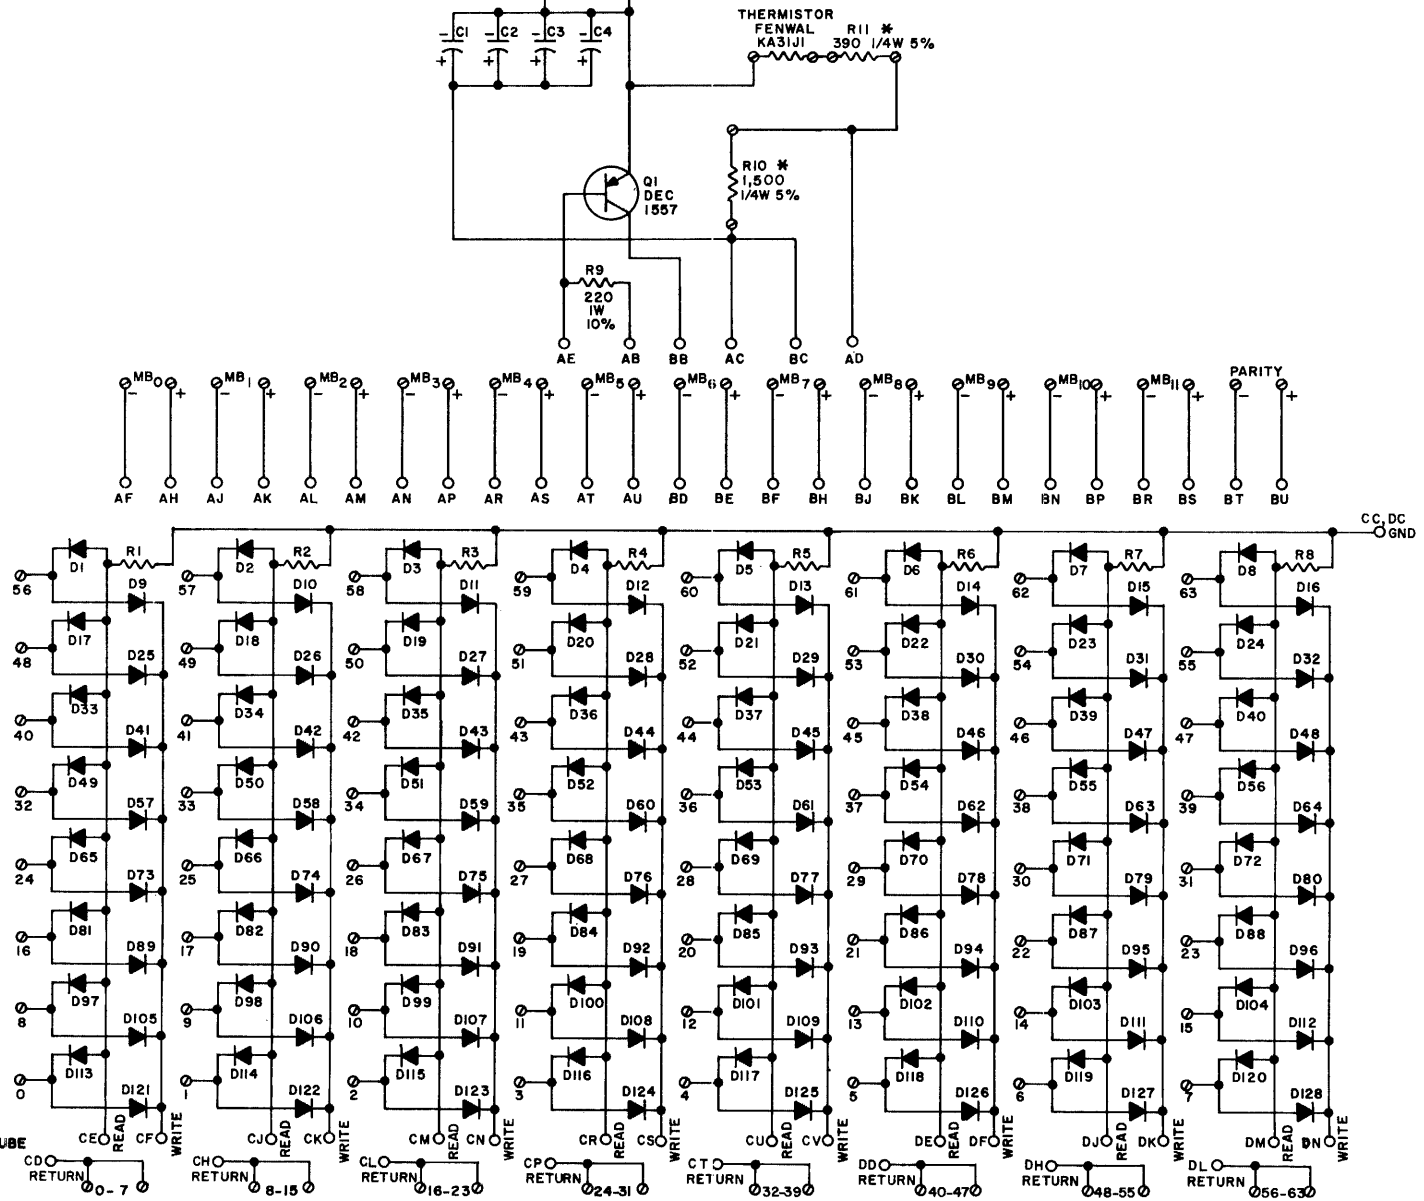 C1 C2 C3 C4
THERMISTOR
FENWAL R11 *
KA31J1 390 1/4W 5%
R10 *
1,500
1/4W 5%
Q1
DEC
1557
R9
220
1W
10%
AE AB BB AC BC AD
MB0 MB1 MB2 MB3 MB4 MB5 MB6 MB7 MB8 MB9 MB10 MB11 PARITY
- + - + - + - + - + - + - + - + - + - + - + - + - +
AF AH AJ AK AL AM AN AP AR AS AT AU BD BE BF BH BJ BK BL BM BN BP BR BS BT BU
CC, DC
GND
R1 R2 R3 R4 R5 R6 R7 R8
D1 D2 D3 D4 D5 D6 D7 D8
56 57 58 59 60 61 62 63
D9 D10 D11 D12 D13 D14 D15 D16
D17 D18 D19 D20 D21 D22 D23 D24
48 49 50 51 52 53 54 55
D25 D26 D27 D28 D29 D30 D31 D32
D33 D34 D35 D36 D37 D38 D39 D40
40 41 42 43 44 45 46 47
D41 D42 D43 D44 D45 D46 D47 D48
D49 D50 D51 D52 D53 D54 D55 D56
32 33 34 35 36 37 38 39
D57 D58 D59 D60 D61 D62 D63 D64
D65 D66 D67 D68 D69 D70 D71 D72
24 25 26 27 28 29 30 31
D73 D74 D75 D76 D77 D78 D79 D80
D81 D82 D83 D84 D85 D86 D87 D88
16 17 18 19 20 21 22 23
D89 D90 D91 D92 D93 D94 D95 D96
D97 D98 D99 D100 D101 D102 D103 D104
8 9 10 11 12 13 14 15
D105 D106 D107 D108 D109 D110 D111 D112
D113 D114 D115 D116 D117 D118 D119 D120
0 1 2 3 4 5 6 7
D121 D122 D123 D124 D125 D126 D127 D128
UBE CE READ CF WRITE CJ READ CK WRITE CM READ CN WRITE CR READ CS WRITE CU READ CV WRITE DE READ DF WRITE DJ READ DK WRITE DM READ DN WRITE
CD CH CL CP CT DD DH DL
RETURN 0-7 RETURN 8-15 RETURN 16-23 RETURN 24-31 RETURN 32-39 RETURN 40-47 RETURN 48-55 RETURN 56-63